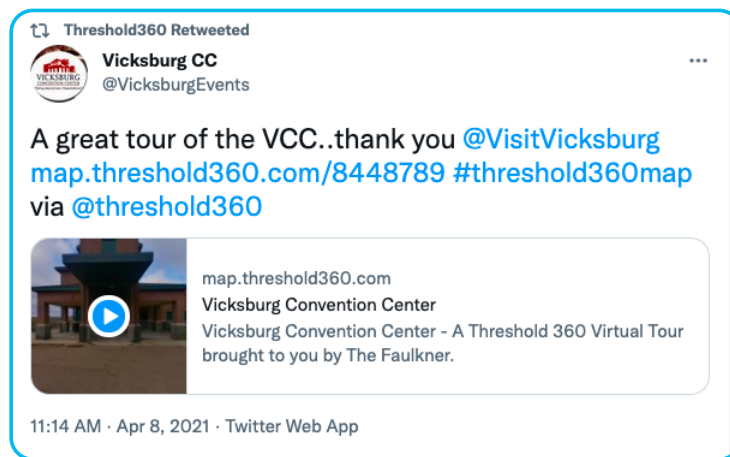 Threshold360 Retweeted
Vicksburg CC
@VicksburgEvents
VICKSBURG
A great tour of the VCC..thank you @VisitVicksburg
map.threshold360.com/8448789 #threshold360map
via @threshold360
map.threshold360.com
Vicksburg Convention Center
Vicksburg Convention Center - A Threshold 360 Virtual Tour
brought to you by The Faulkner.
11:14 AM · Apr 8, 2021 · Twitter Web App